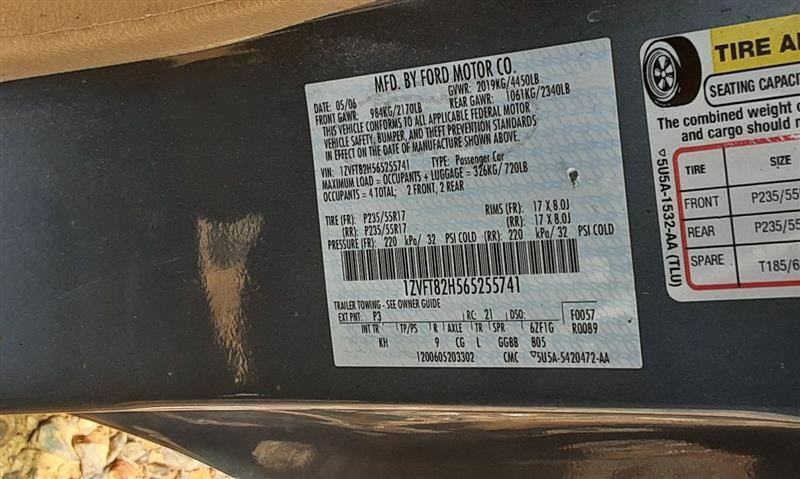 MFD. BY FORD MOTOR CO.
DATE: 05/06 GVWR: 2019KG/4450LB
FRONT GAWR: 984KG/2170LB REAR GAWR: 1061KG/2340LB
THIS VEHICLE CONFORMS TO ALL APPLICABLE FEDERAL MOTOR
VEHICLE SAFETY, BUMPER, AND THEFT PREVENTION STANDARDS
IN EFFECT ON THE DATE OF MANUFACTURE SHOWN ABOVE.
VIN: 1ZVFT82H565255741 TYPE: Passenger Car
MAXIMUM LOAD = OCCUPANTS + LUGGAGE = 326KG/720LB
OCCUPANTS = 4 TOTAL; 2 FRONT, 2 REAR
TIRE (FR): P235/55R17 RIMS (FR): 17 X 8.0J
(RR): P235/55R17 (RR): 17 X 8.0J
PRESSURE (FR): 220 kPa/ 32 PSI COLD (RR): 220 kPa/ 32 PSI COLD
1ZVFT82H565255741
TRAILER TOWING - SEE OWNER GUIDE
EXT PNT: P3 RC: 21 DSO: F0057
INT TR TP/PS R AXLE TR SPR 6ZF1G R0089
KH 9 CG L GGBB B05
1200605203302 CMC ▽5U5A-5420472-AA
TIRE A
SEATING CAPACI
The combined weight
and cargo should
TIRE SIZE
FRONT P235/55
REAR P235/55
SPARE T185/6
▽5U5A-1532-AA (TLU)